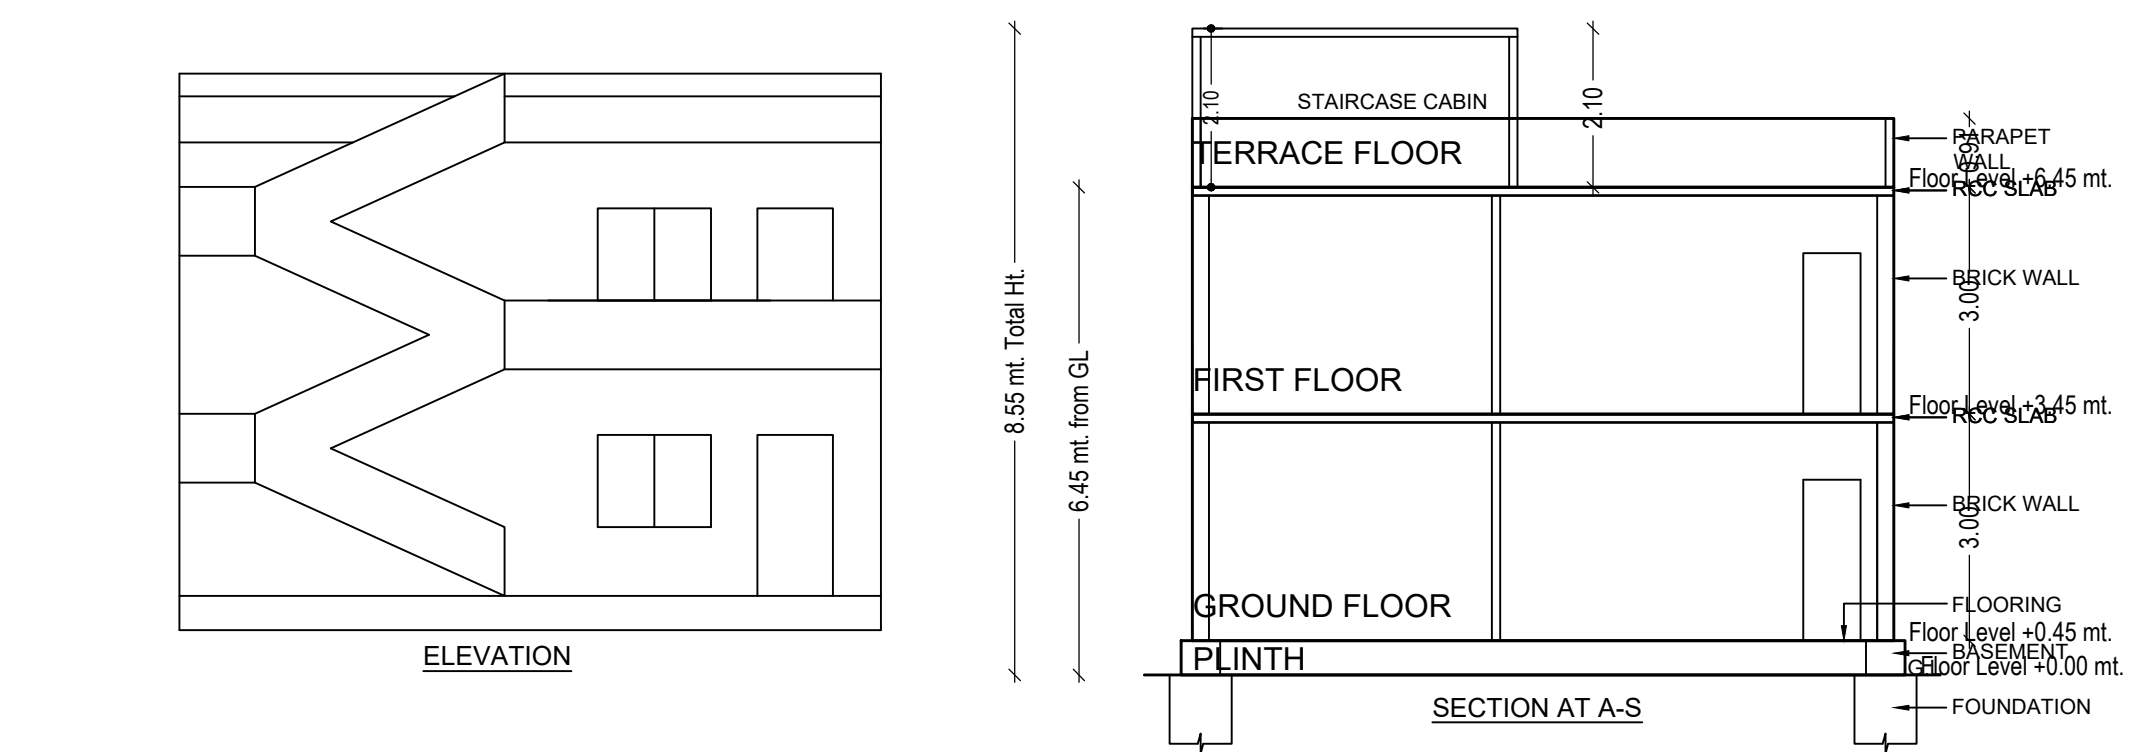 ELEVATION
8.55 mt. Total Ht.
6.45 mt. from GL
2.10
STAIRCASE CABIN
2.10
TERRACE FLOOR
PARAPET
WALL
0.91
Floor Level +6.45 mt.
RCC SLAB
BRICK WALL
3.00
FIRST FLOOR
Floor Level +3.45 mt.
RCC SLAB
BRICK WALL
3.00
GROUND FLOOR
FLOORING
Floor Level +0.45 mt.
PLINTH
BASEMENT
Floor Level +0.00 mt.
SECTION AT A-S
FOUNDATION